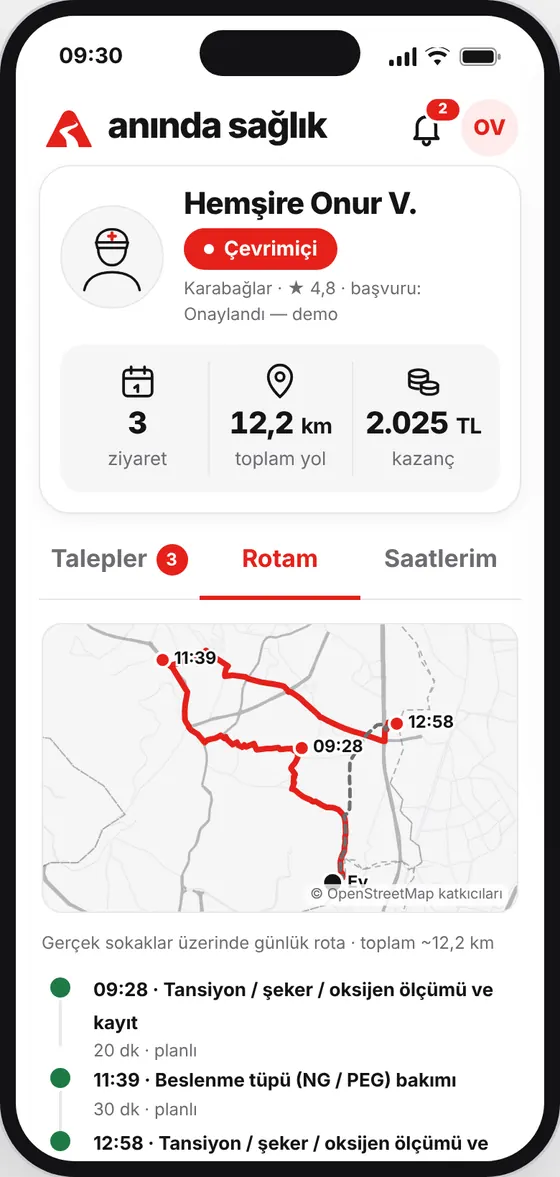 09:30
anında sağlık
2
OV
Hemşire Onur V.
Çevrimiçi
Karabağlar · ★ 4,8 · başvuru:
Onaylandı — demo
1
3
12,2 km
2.025 TL
ziyaret
toplam yol
kazanç
Talepler 3
Rotam
Saatlerim
11:39
12:58
09:28
Ev
© OpenStreetMap katkıcıları
Gerçek sokaklar üzerinde günlük rota · toplam ~12,2 km
09:28 · Tansiyon / şeker / oksijen ölçümü ve
kayıt
20 dk · planlı
11:39 · Beslenme tüpü (NG / PEG) bakımı
30 dk · planlı
12:58 · Tansiyon / şeker / oksijen ölçümü ve